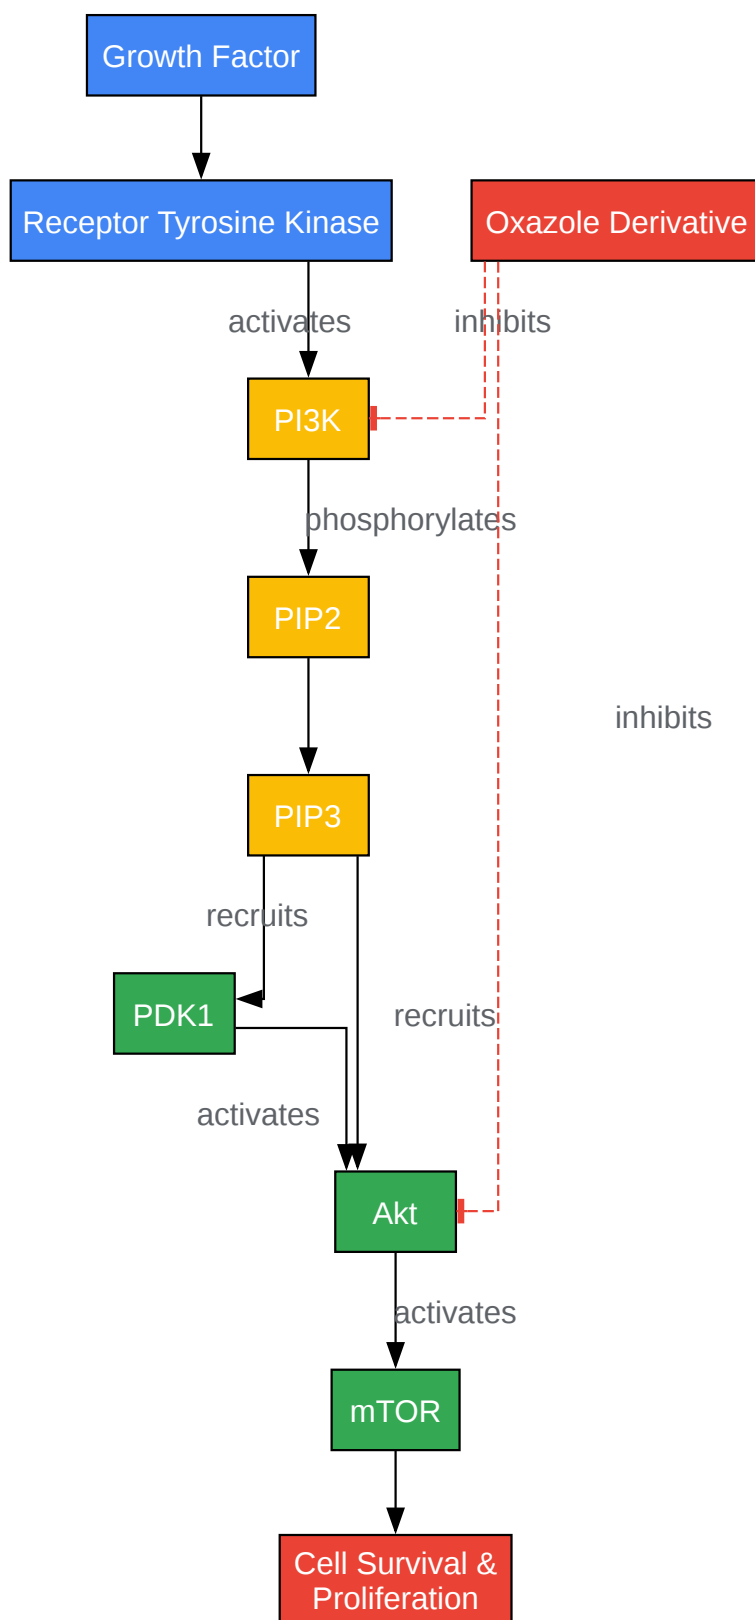 Growth Factor
Receptor Tyrosine Kinase
Oxazole Derivative
activates
inhibits
PI3K
phosphorylates
PIP2
inhibits
PIP3
recruits
PDK1
recruits
activates
Akt
activates
mTOR
Cell Survival &
Proliferation